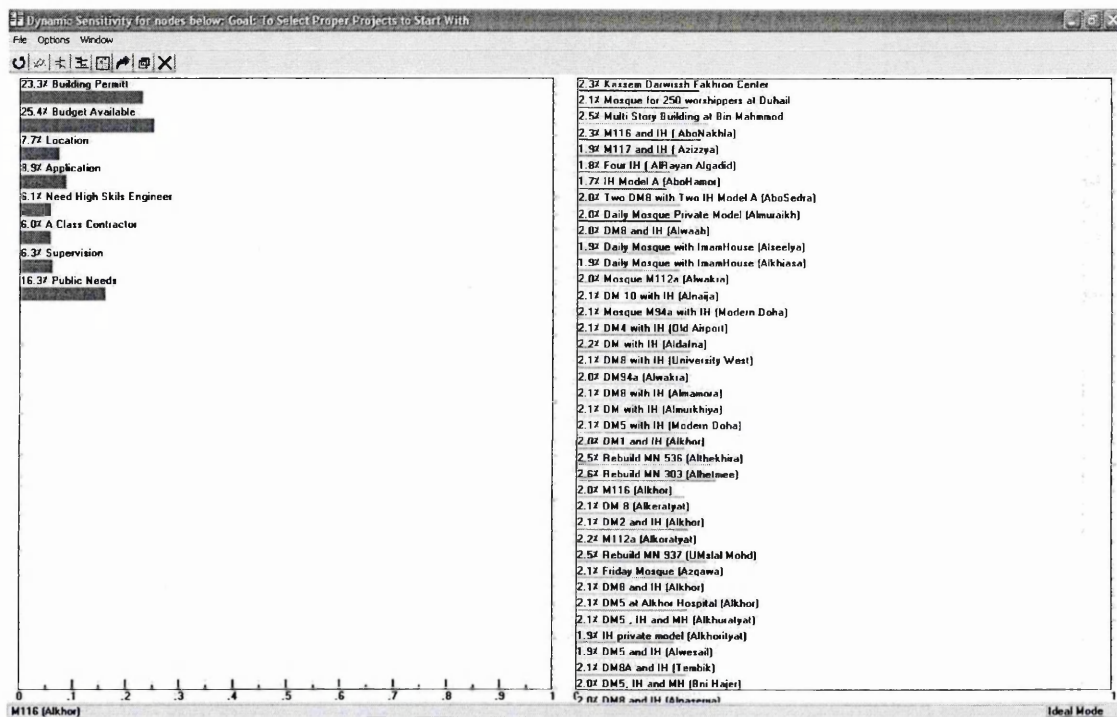 Dynamic Sensitivity for nodes below: Goal: To Select Proper Projects to Start With
File Options Window
23.3% Building Permitt
25.4% Budget Available
7.7% Location
8.9% Application
6.1% Need High Skils Engineer
6.0% A Class Contractor
6.3% Supervision
16.3% Public Needs
0 .1 .2 .3 .4 .5 .6 .7 .8 .9 1
2.3% Kassem Darwissh Fakhroo Center
2.1% Mosque for 250 worshippers at Duhail
2.5% Multi Story Building at Bin Mahmmod
2.3% M116 and IH ( AboNakhla)
1.9% M117 and IH ( Azizzya)
1.8% Four IH ( AlRayan Algadid)
1.7% IH Model A (AboHamor)
2.0% Two DM8 with Two IH Model A (AboSedra)
2.0% Daily Mosque Private Model (Almuraikh)
2.0% DM8 and IH (Alwaab)
1.9% Daily Mosque with ImamHouse (Alseelya)
1.9% Daily Mosque with ImamHouse (Alkhiasa)
2.0% Mosque M112a (Alwakra)
2.1% DM 10 with IH (Alnaija)
2.1% Mosque M94a with IH (Modern Doha)
2.1% DM4 with IH (Old Airport)
2.2% DM with IH (Aldafna)
2.1% DM8 with IH (University West)
2.0% DM94a (Alwakra)
2.1% DM8 with IH (Almamora)
2.1% DM with IH (Almurkhiya)
2.1% DM5 with IH (Modern Doha)
2.0% DM1 and IH (Alkhor)
2.5% Rebuild MN 536 (Althekhira)
2.6% Rebuild MN 303 (Alhetmee)
2.0% M116 (Alkhor)
2.1% DM 8 (Alkeratyat)
2.1% DM2 and IH (Alkhor)
2.2% M112a (Alkoratyat)
2.5% Rebuild MN 937 (UMslal Mohd)
2.1% Friday Mosque (Azqawa)
2.1% DM8 and IH (Alkhor)
2.1% DM5 at Alkhor Hospital (Alkhor)
2.1% DM5 , IH and MH (Alkhuratyat)
1.9% IH private model (Alkhorityat)
1.9% DM5 and IH (Alwesail)
2.1% DM8A and IH (Tembik)
2.0% DM5, IH and MH (Bni Hajer)
2.0% DM8 and IH
0 1
M116 (Alkhor)
Ideal Mode